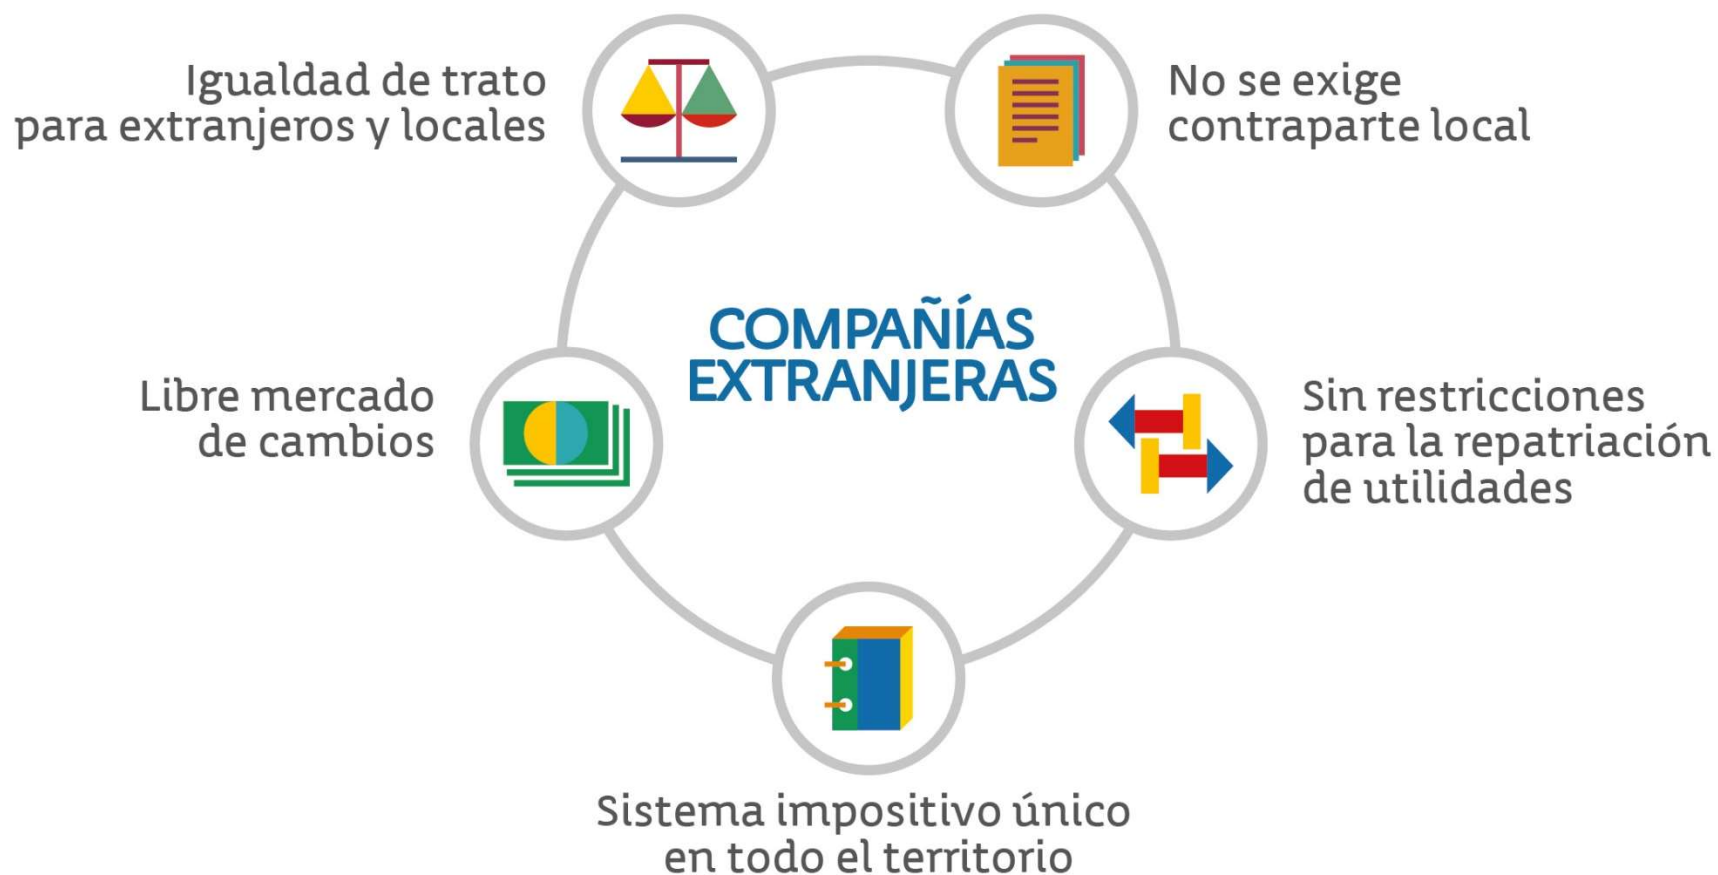 Igualdad de trato
para extranjeros y locales
No se exige
contraparte local
COMPAÑÍAS
EXTRANJERAS
Libre mercado
de cambios
Sin restricciones
para la repatriación
de utilidades
Sistema impositivo único
en todo el territorio